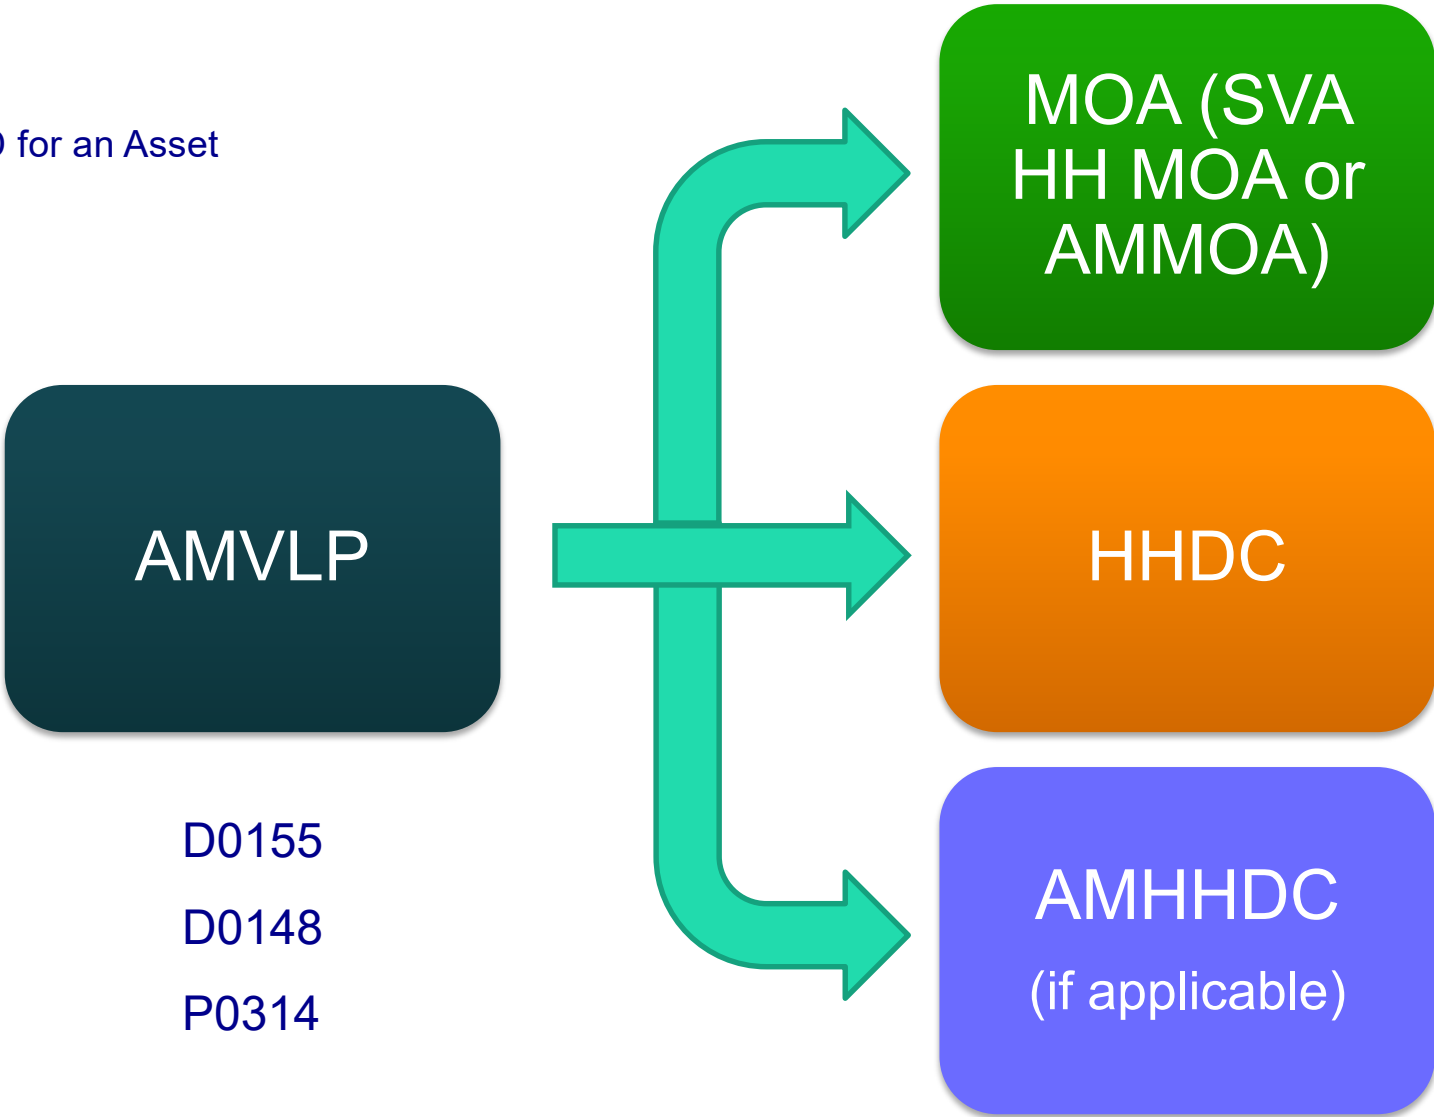 for an Asset
MOA (SVA
HH MOA or
AMMOA)
AMVLP
HHDC
D0155
D0148
P0314
AMHHDC
(if applicable)